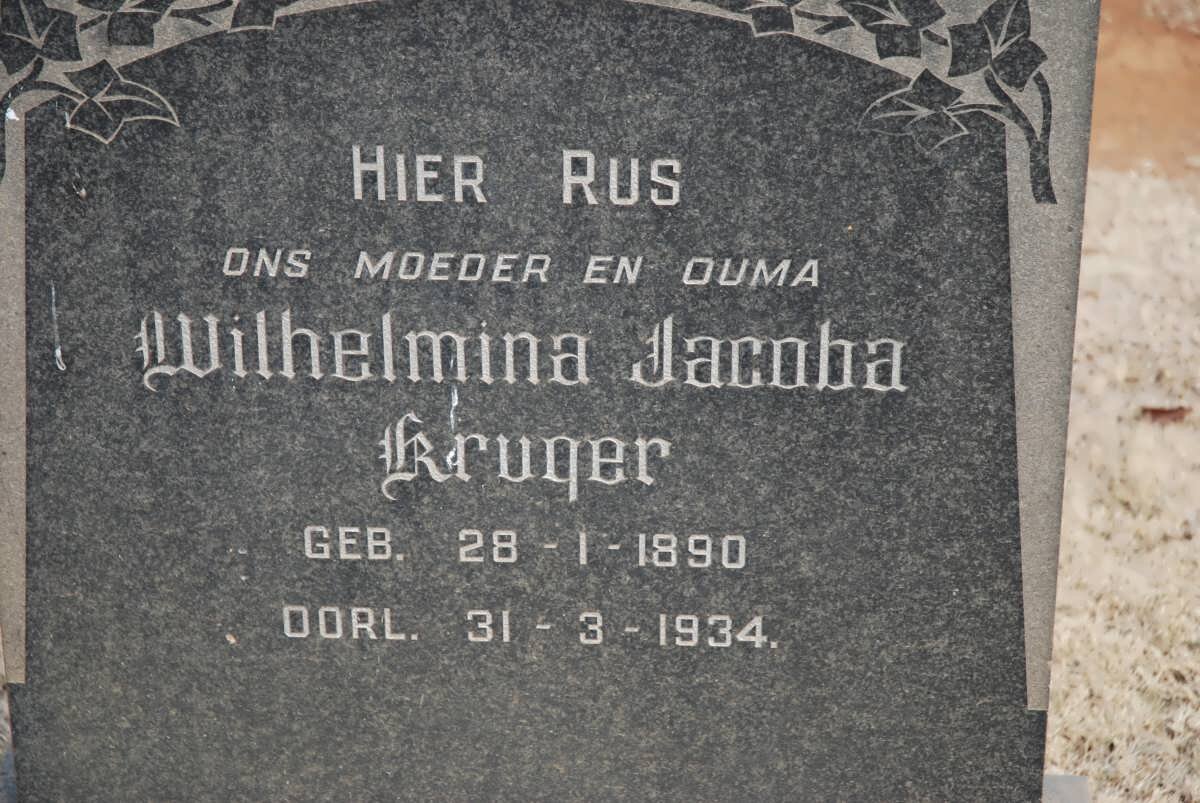 HIER RUS
ONS MOEDER EN OUMA
Wilhelmina Jacoba
Kruger
GEB. 28-1-1890
OORL. 31-3-1934.